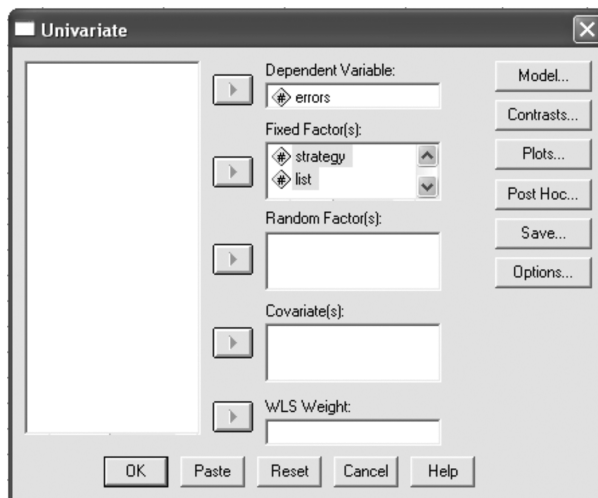 Univariate
Dependent Variable:
errors
Fixed Factor(s):
strategy
list
Random Factor(s):
Covariate(s):
WLS Weight:
Model...
Contrasts...
Plots...
Post Hoc...
Save...
Options...
OK Paste Reset Cancel Help